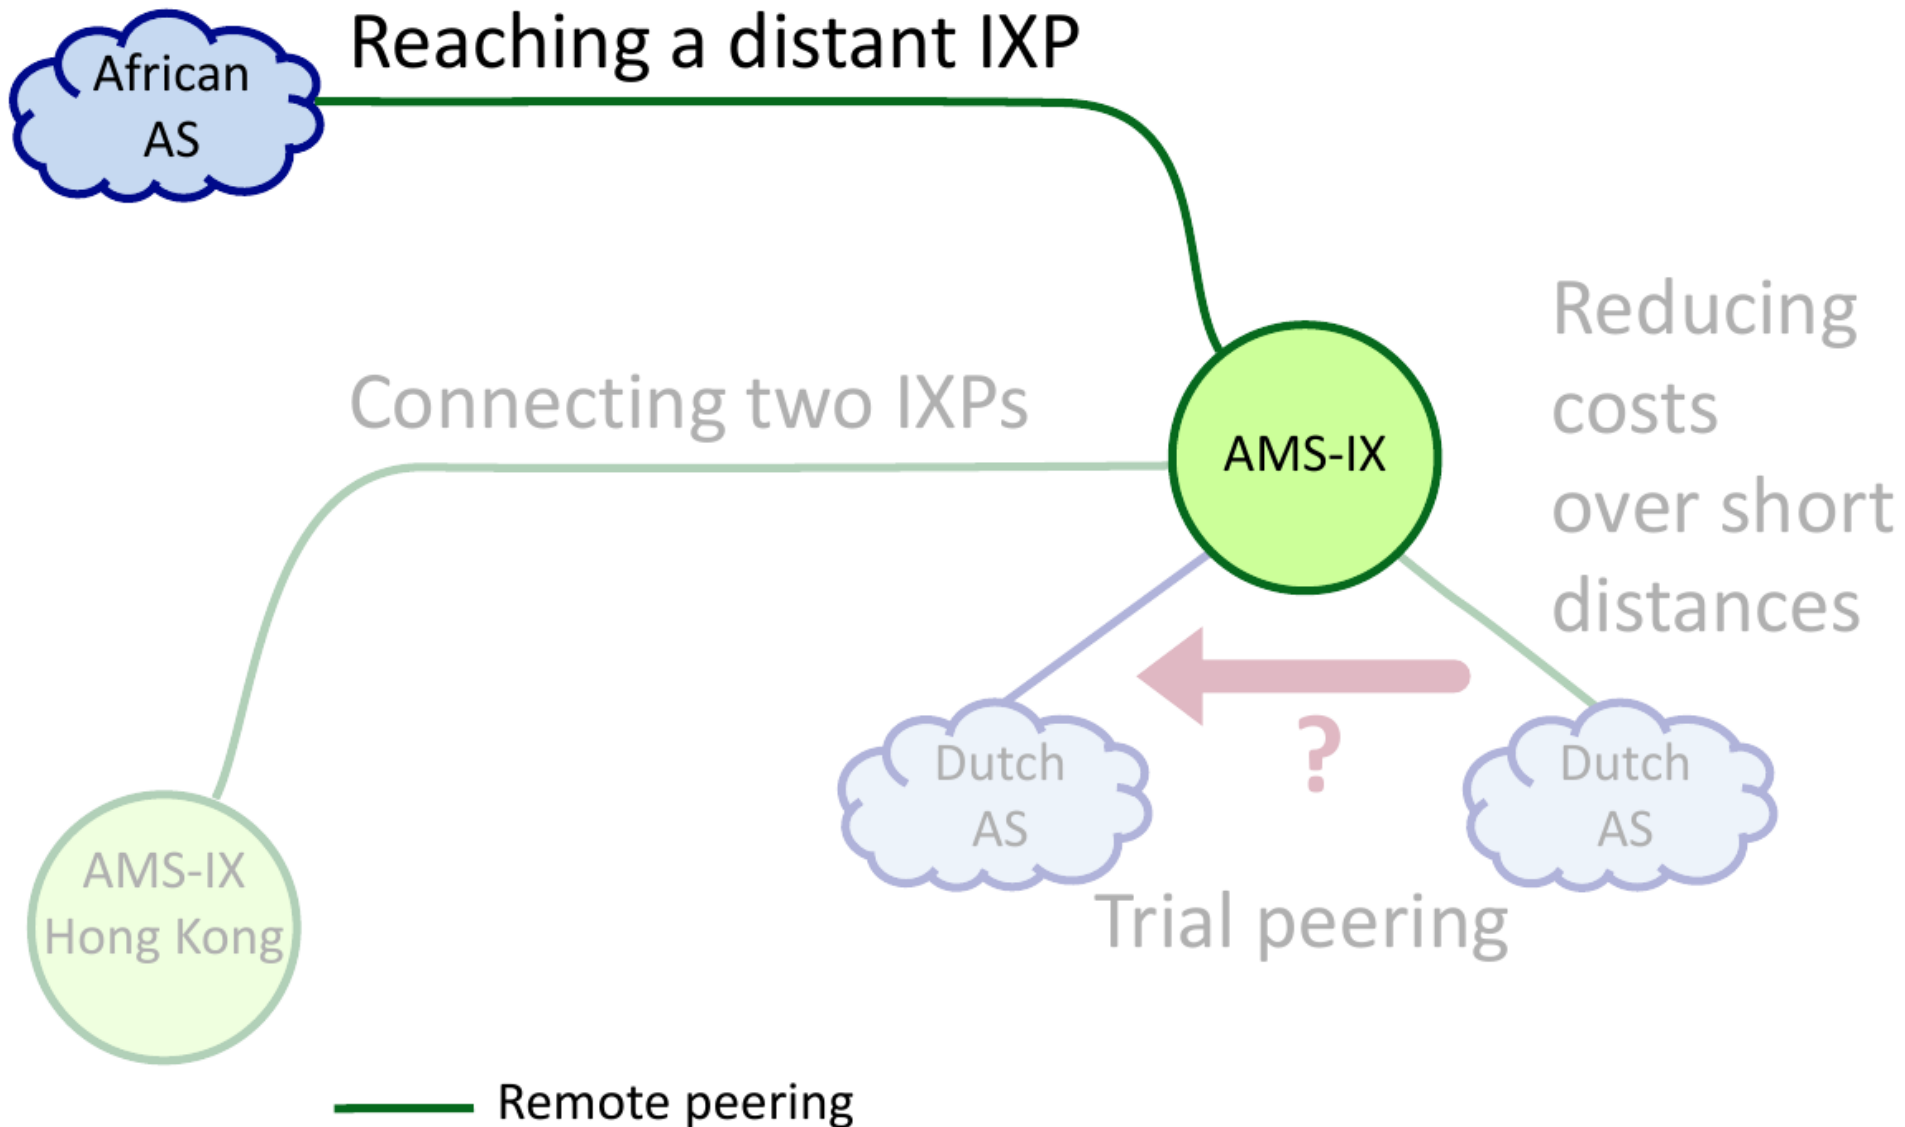 African
AS
Reaching a distant IXP
Connecting two IXPs
AMS-IX
Reducing
costs
over short
distances
?
Dutch
AS
Dutch
AS
Trial peering
AMS-IX
Hong Kong
Remote peering